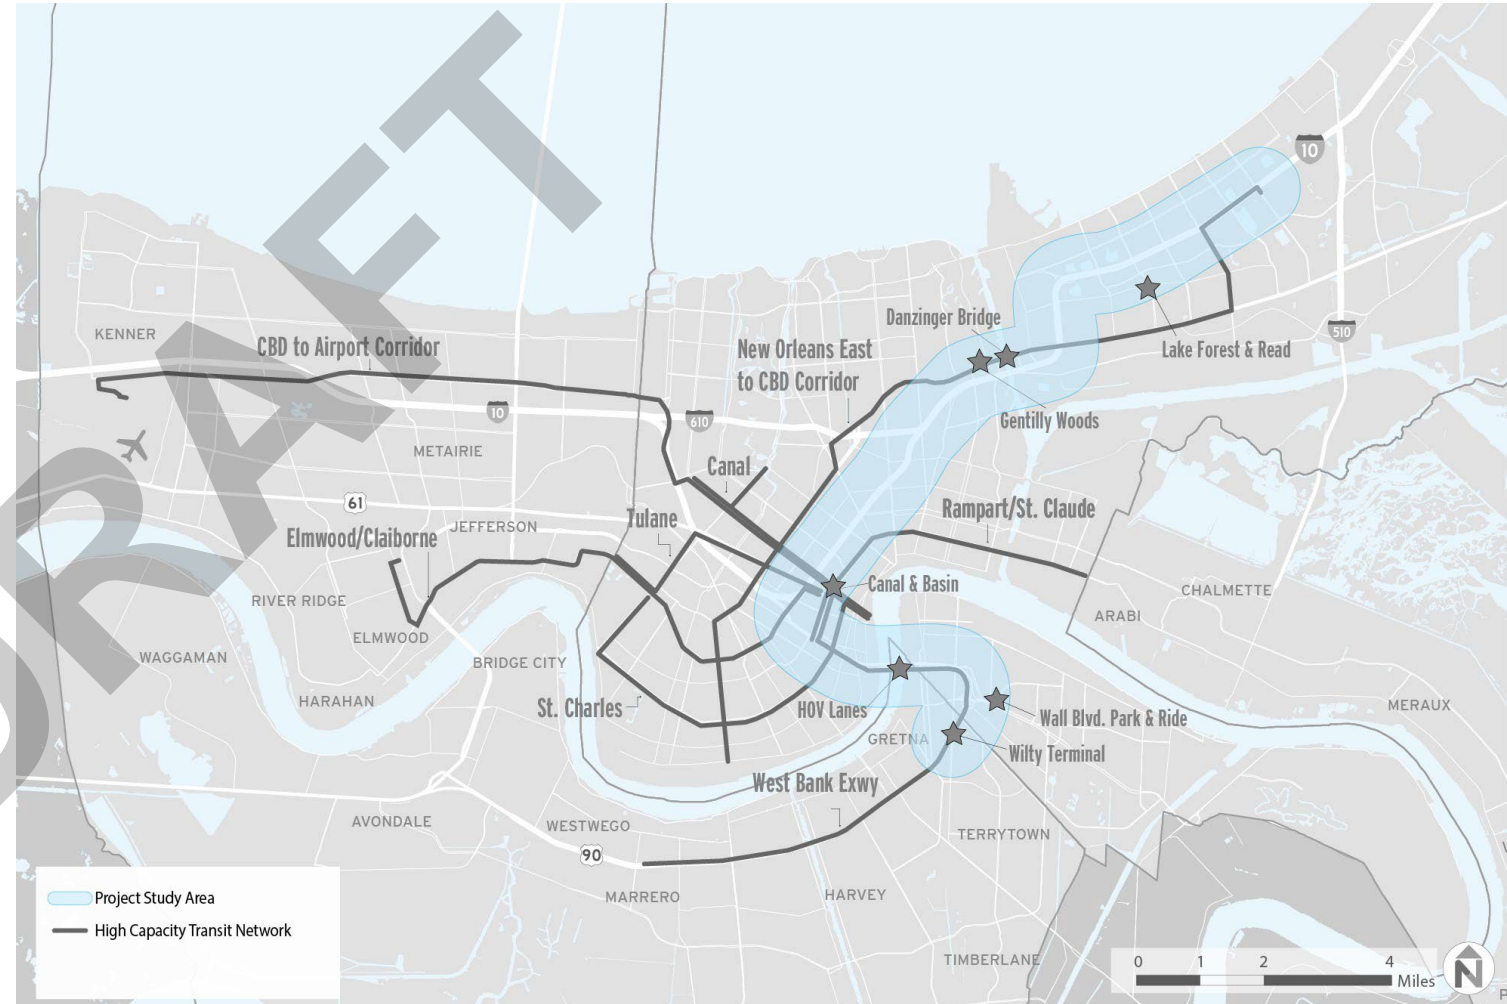 DRAFT
10
KENNER
CBD to Airport Corridor
Danzinger Bridge
New Orleans East
to CBD Corridor
510
Lake Forest & Read
10
610
Gentilly Woods
METAIRIE
Canal
61
Rampart/St. Claude
Tulane
JEFFERSON
Elmwood/Claiborne
Canal & Basin
CHALMETTE
RIVER RIDGE
ARABI
ELMWOOD
WAGGAMAN
BRIDGE CITY
HARAHAN
St. Charles
HOV Lanes
MERAUX
Wall Blvd. Park & Ride
GRETNA
Wilty Terminal
West Bank Exwy
AVONDALE
WESTWEGO
TERRYTOWN
90
MARRERO
HARVEY
Project Study Area
High Capacity Transit Network
TIMBERLANE
0 1 2 4
Miles
N